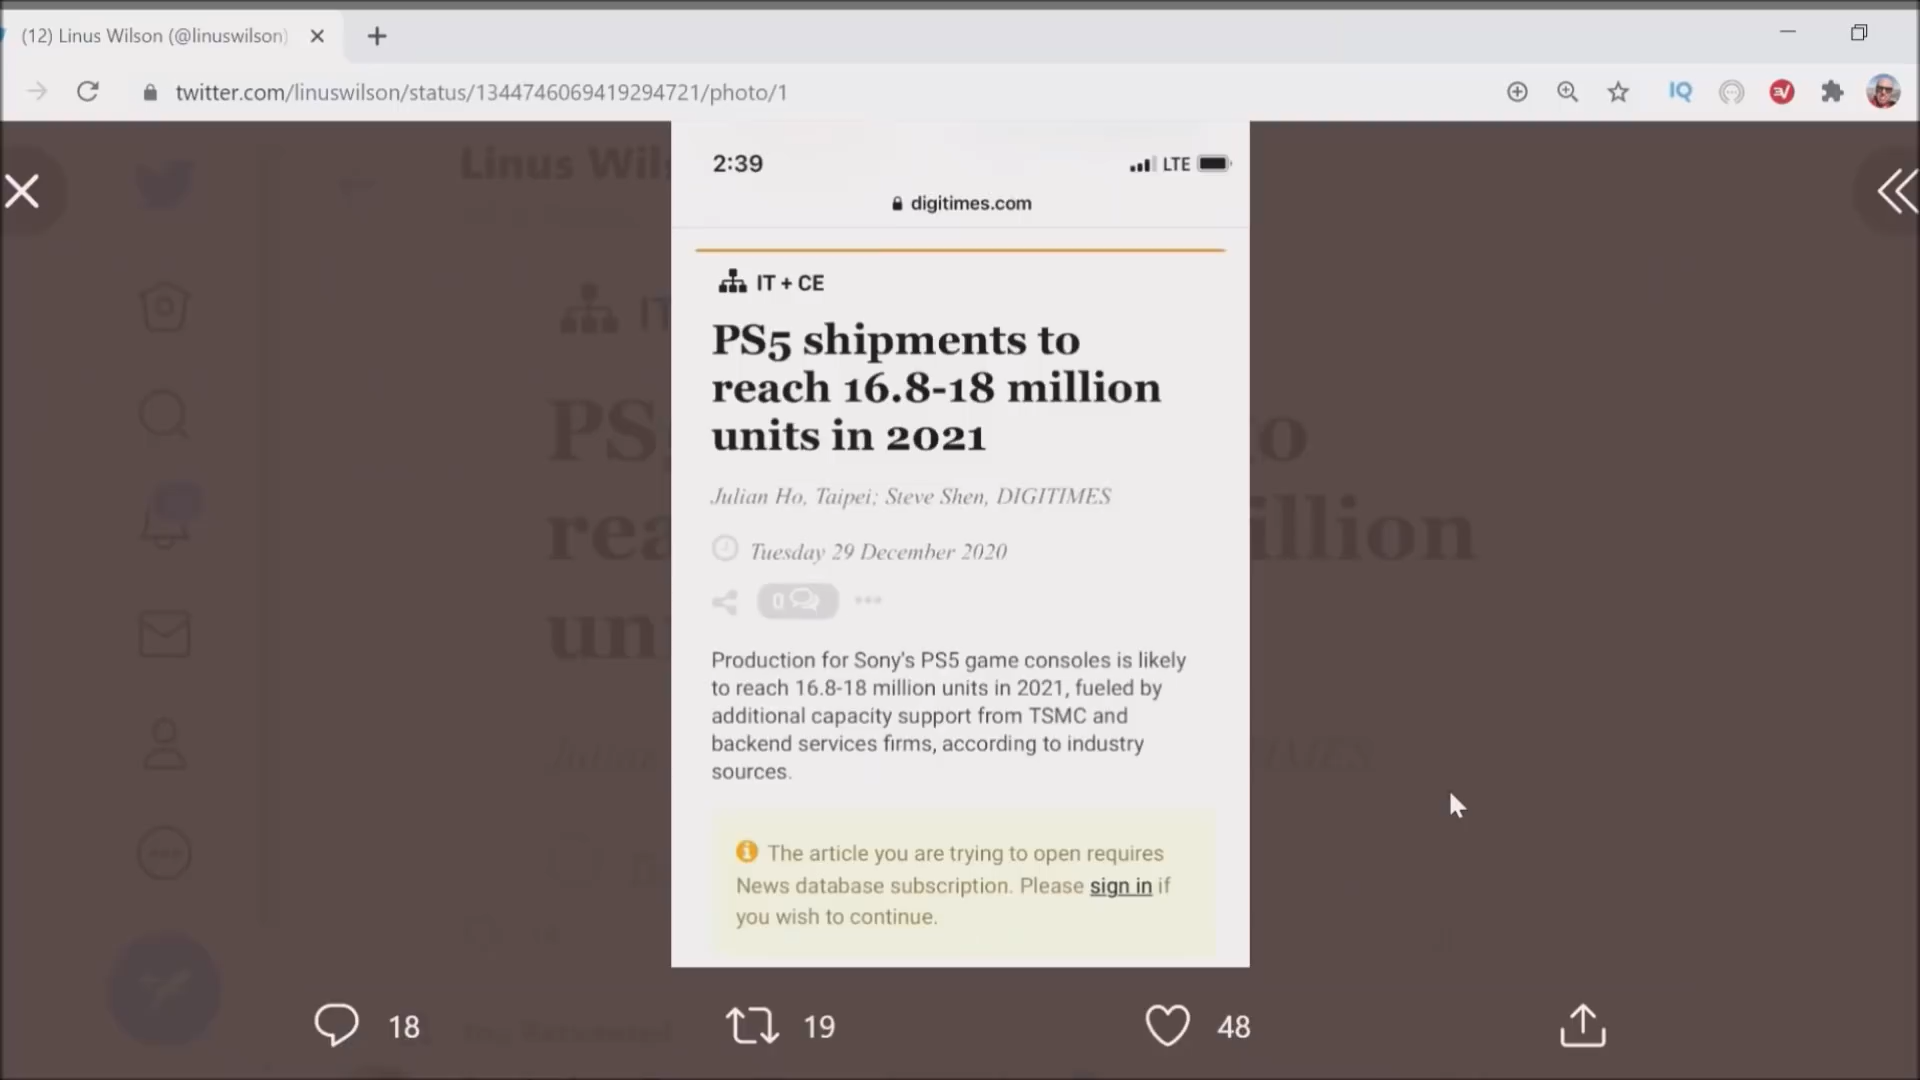 (12) Linus Wilson (@linuswilson)
twitter.com/linuswilson/status/1344746069419294721/photo/1
Linus Wil
2:39
LTE
digitimes.com
IT + CE
PS5 shipments to
reach 16.8-18 million
units in 2021
Julian Ho, Taipei; Steve Shen, DIGITIMES
Tuesday 29 December 2020
0
Production for Sony's PS5 game consoles is likely
to reach 16.8-18 million units in 2021, fueled by
additional capacity support from TSMC and
backend services firms, according to industry
sources.
The article you are trying to open requires
News database subscription. Please sign in if
you wish to continue.
18
19
48